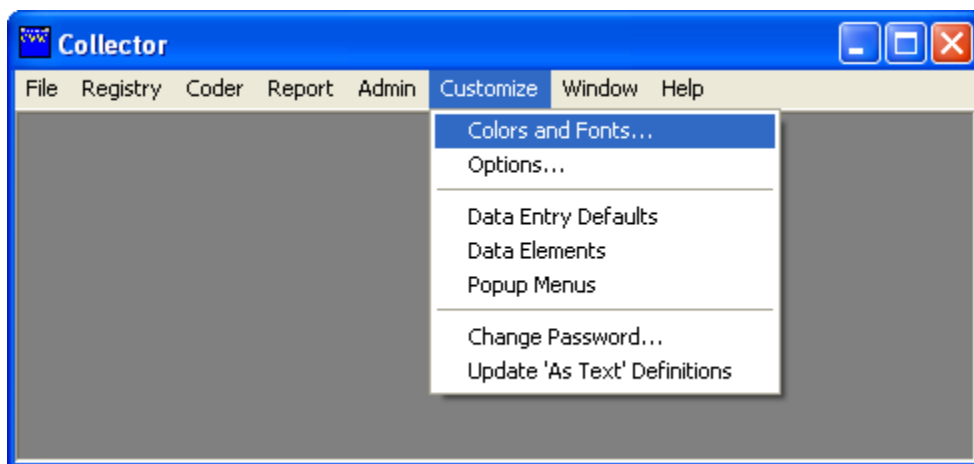 Collector
File Registry Coder Report Admin Customize Window Help
Colors and Fonts...
Options...
Data Entry Defaults
Data Elements
Popup Menus
Change Password...
Update 'As Text' Definitions